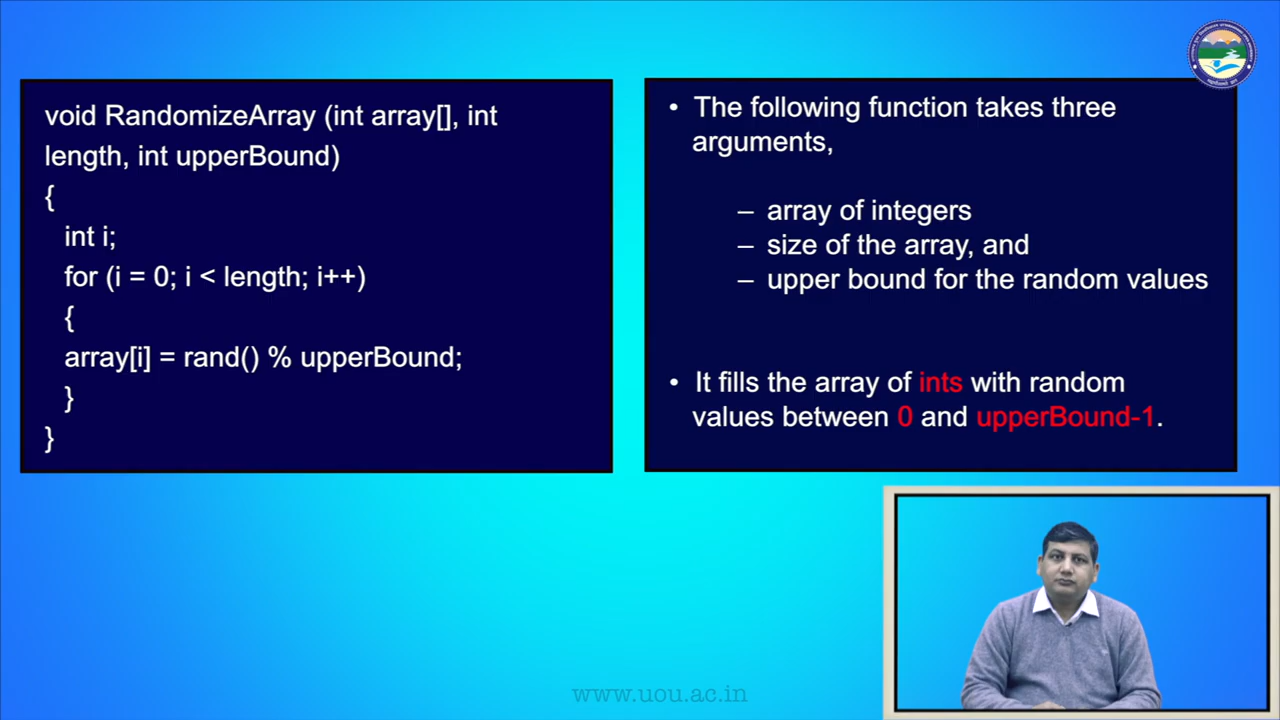 void RandomizeArray (int array[], int
length, int upperBound)
{
int i;
for (i = 0; i < length; i++)
{
array[i] = rand() % upperBound;
}
}
• The following function takes three
arguments,
– array of integers
– size of the array, and
– upper bound for the random values
• It fills the array of ints with random
values between 0 and upperBound-1.
www.uou.ac.in